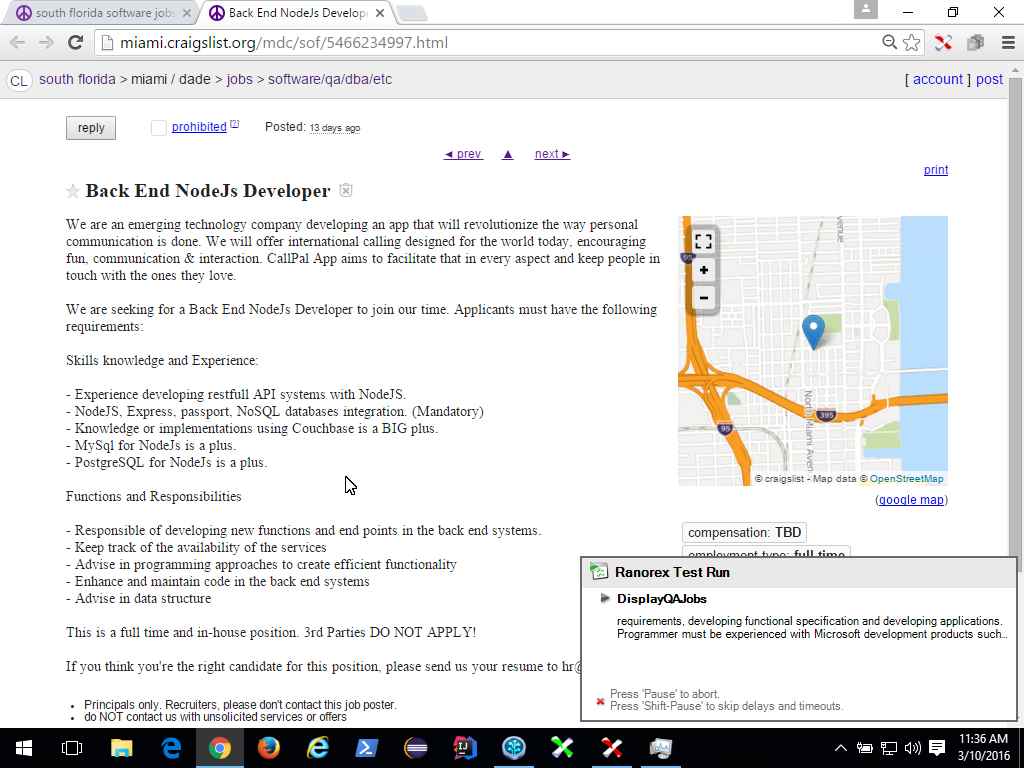 south florida software jobs
Back End NodeJs Develope
miami.craigslist.org/mdc/sof/5466234997.html
CL south florida > miami / dade > jobs > software/qa/dba/etc
[ account ] post
reply prohibited [?] Posted: 13 days ago
◄ prev ▲ next ►
print
Back End NodeJs Developer
We are an emerging technology company developing an app that will revolutionize the way personal
communication is done. We will offer international calling designed for the world today, encouraging
fun, communication & interaction. CallPal App aims to facilitate that in every aspect and keep people in
touch with the ones they love.
We are seeking for a Back End NodeJs Developer to join our time. Applicants must have the following
requirements:
Skills knowledge and Experience:
- Experience developing restfull API systems with NodeJS.
- NodeJS, Express, passport, NoSQL databases integration. (Mandatory)
- Knowledge or implementations using Couchbase is a BIG plus.
- MySql for NodeJs is a plus.
- PostgreSQL for NodeJs is a plus.
Functions and Responsibilities
- Responsible of developing new functions and end points in the back end systems.
- Keep track of the availability of the services
- Advise in programming approaches to create efficient functionality
- Enhance and maintain code in the back end systems
- Advise in data structure
This is a full time and in-house position. 3rd Parties DO NOT APPLY!
If you think you're the right candidate for this position, please send us your resume to hr@
• Principals only. Recruiters, please don't contact this job poster.
• do NOT contact us with unsolicited services or offers
+
−
95
395
95
North Miami Aven
© craigslist - Map data © OpenStreetMap
(google map)
compensation: TBD
employment type: full-time
Ranorex Test Run
DisplayQAJobs
requirements, developing functional specification and developing applications.
Programmer must be experienced with Microsoft development products such...
Press 'Pause' to abort.
Press 'Shift-Pause' to skip delays and timeouts.
11:36 AM
3/10/2016